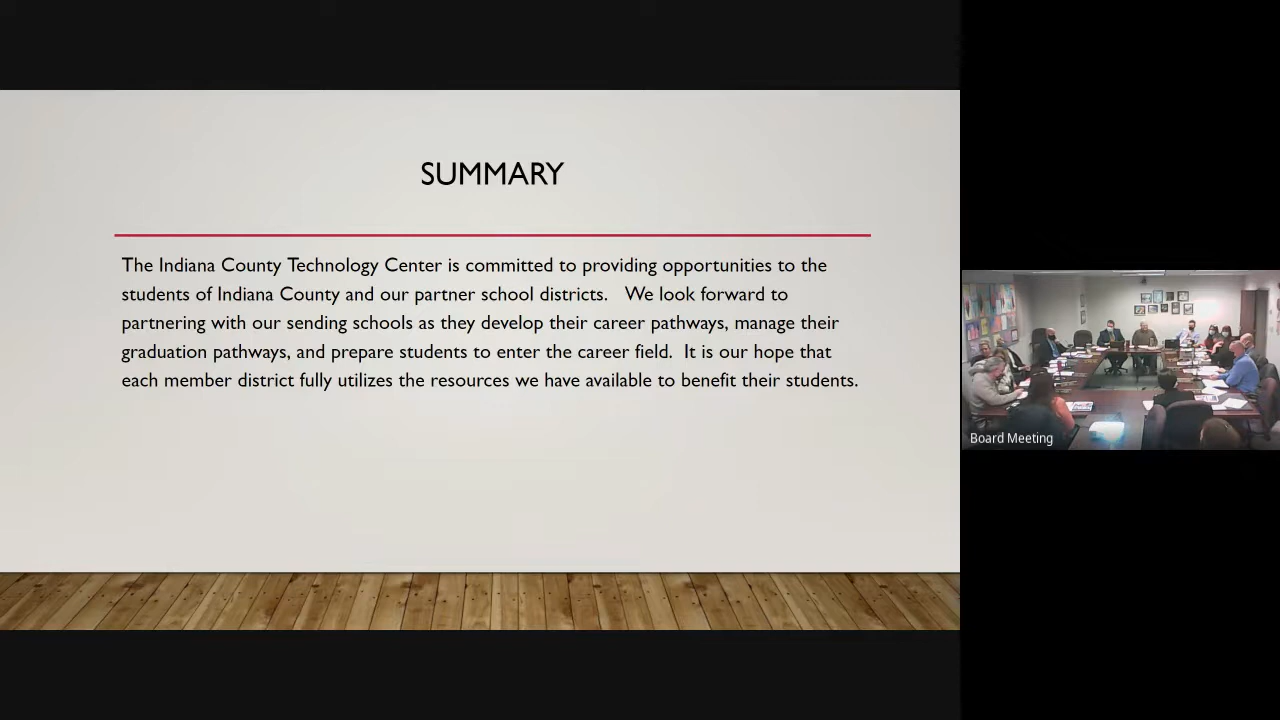 SUMMARY
The Indiana County Technology Center is committed to providing opportunities to the
students of Indiana County and our partner school districts.   We look forward to
partnering with our sending schools as they develop their career pathways, manage their
graduation pathways, and prepare students to enter the career field.  It is our hope that
each member district fully utilizes the resources we have available to benefit their students.
Board Meeting